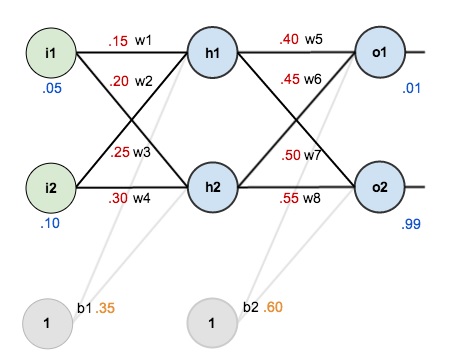 i1 .15 w1 h1 .40 w5 o1
.05 .20 w2 .45 w6 .01
.25 w3 .50 w7
i2 .30 w4 h2 .55 w8 o2
.10 .99
1 b1 .35 1 b2 .60